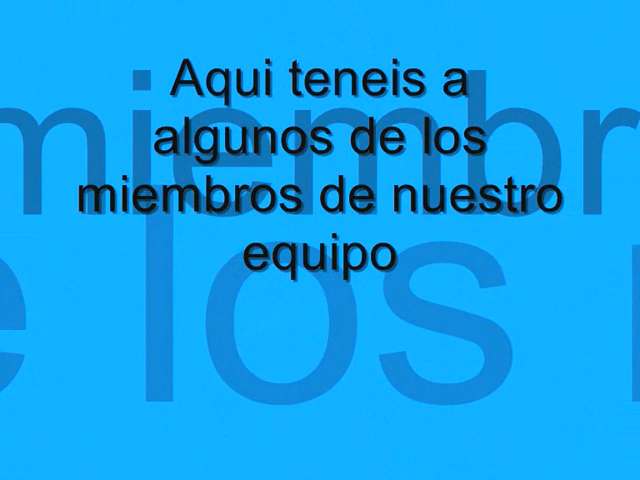 Aqui teneis a
algunos de los
miembros de nuestro
equipo